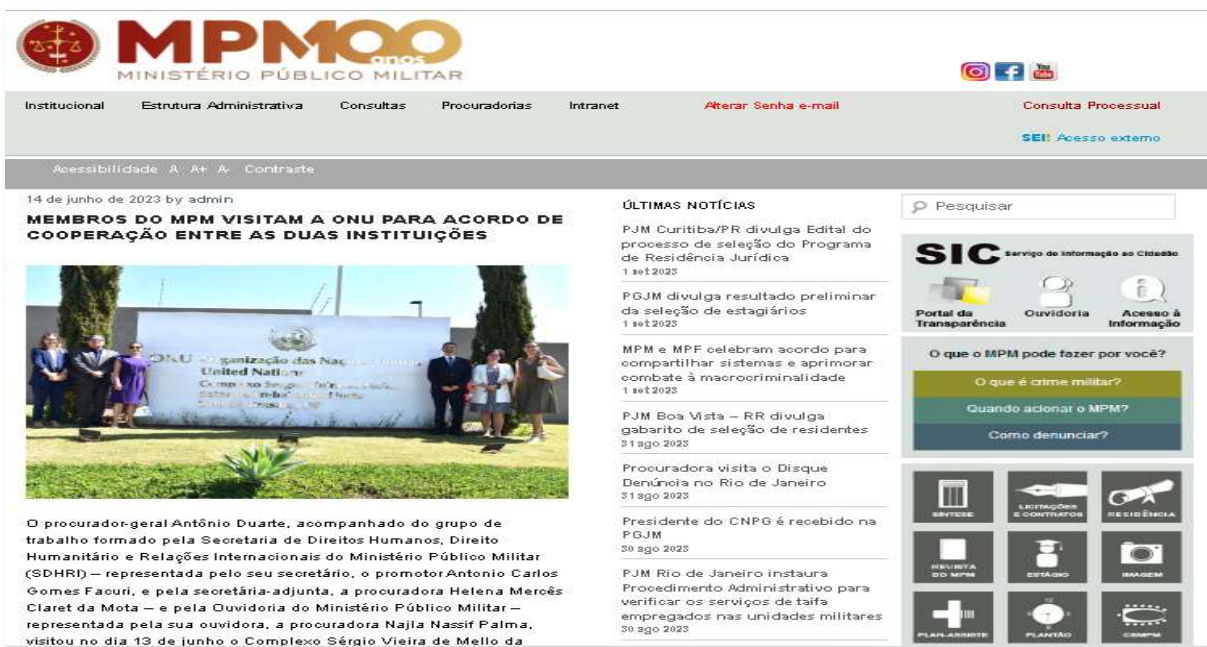 MPM100
anos
MINISTÉRIO PÚBLICO MILITAR
You
Tube
Institucional Estrutura Administrativa Consultas Procuradorias Intranet Alterar Senha e-mail Consulta Processual
SEI! Acesso externo
Acessibilidade A A+ A- Contraste
14 de junho de 2023 by admin
MEMBROS DO MPM VISITAM A ONU PARA ACORDO DE
COOPERAÇÃO ENTRE AS DUAS INSTITUIÇÕES
ONU - Organização das Nações Unidas
United Nations
O procurador-geral Antônio Duarte, acompanhado do grupo de
trabalho formado pela Secretaria de Direitos Humanos, Direito
Humanitário e Relações Internacionais do Ministério Público Militar
(SDHRI) — representada pelo seu secretário, o promotor Antonio Carlos
Gomes Facuri, e pela secretária-adjunta, a procuradora Helena Mercês
Claret da Mota — e pela Ouvidoria do Ministério Público Militar —
representada pela sua ouvidora, a procuradora Najla Nassif Palma,
visitou no dia 13 de junho o Complexo Sérgio Vieira de Mello da
ÚLTIMAS NOTÍCIAS
PJM Curitiba/PR divulga Edital do
processo de seleção do Programa
de Residência Jurídica
1 set 2023
PGJM divulga resultado preliminar
da seleção de estagiários
1 set 2023
MPM e MPF celebram acordo para
compartilhar sistemas e aprimorar
combate à macrocriminalidade
1 set 2023
PJM Boa Vista – RR divulga
gabarito de seleção de residentes
31 ago 2023
Procuradora visita o Disque
Denúncia no Rio de Janeiro
31 ago 2023
Presidente do CNPG é recebido na
PGJM
30 ago 2023
PJM Rio de Janeiro instaura
Procedimento Administrativo para
verificar os serviços de taifa
empregados nas unidades militares
30 ago 2023
Pesquisar
SIC Serviço de Informação ao Cidadão
Portal da
Transparência
Ouvidoria
Acesso à
Informação
O que o MPM pode fazer por você?
O que é crime militar?
Quando acionar o MPM?
Como denunciar?
SÍNTESE
LICITAÇÕES
E CONTRATOS
RESIDÊNCIA
REVISTA
DO MPM
ESTÁGIO
IMAGEM
PLAN-ASSISTE
PLANTÃO
CBMPM